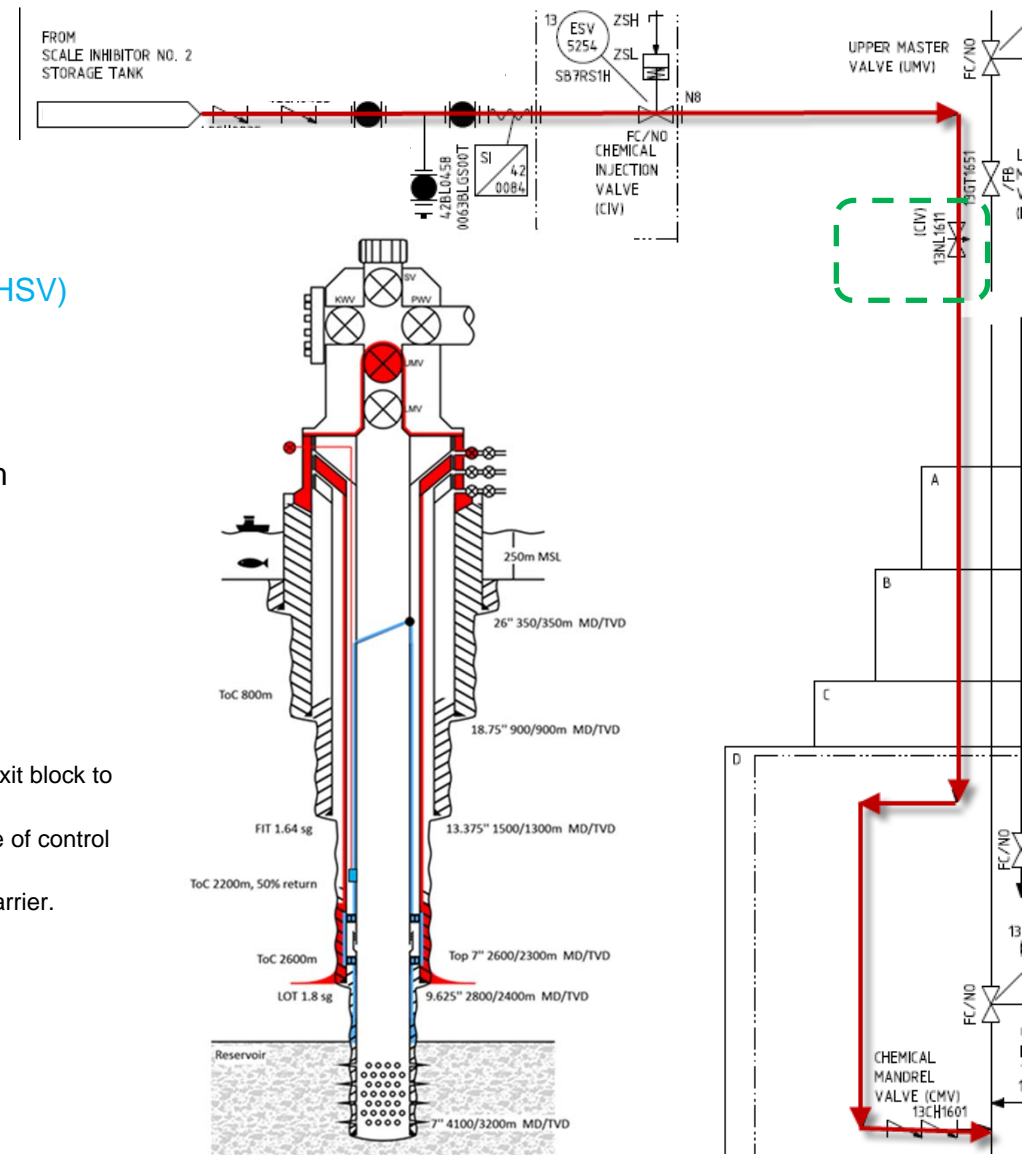 FROM
SCALE INHIBITOR NO. 2
STORAGE TANK
13
ESV
5254
ZSH
ZSL
SB7RS1H
N8
FC/NO
CHEMICAL
INJECTION
VALVE
(CIV)
SI
42
0084
42BL045B
0063BLGS00T
UPPER MASTER
VALVE (UMV)
FC/NO
13GT1651
/FB
L
M
V
(CIV)
13NL1611
HSV)
n
xit block to
e of control
arrier.
SV
KWV
PWV
UMV
LMV
250m MSL
26" 350/350m MD/TVD
ToC 800m
18.75" 900/900m MD/TVD
FIT 1.64 sg
13.375" 1500/1300m MD/TVD
ToC 2200m, 50% return
ToC 2600m
Top 7" 2600/2300m MD/TVD
LOT 1.8 sg
9.625" 2800/2400m MD/TVD
Reservoir
7" 4100/3200m MD/TVD
A
B
C
D
FC/NO
13
FC/NO
CHEMICAL
MANDREL
VALVE (CMV)
13CH1601
1